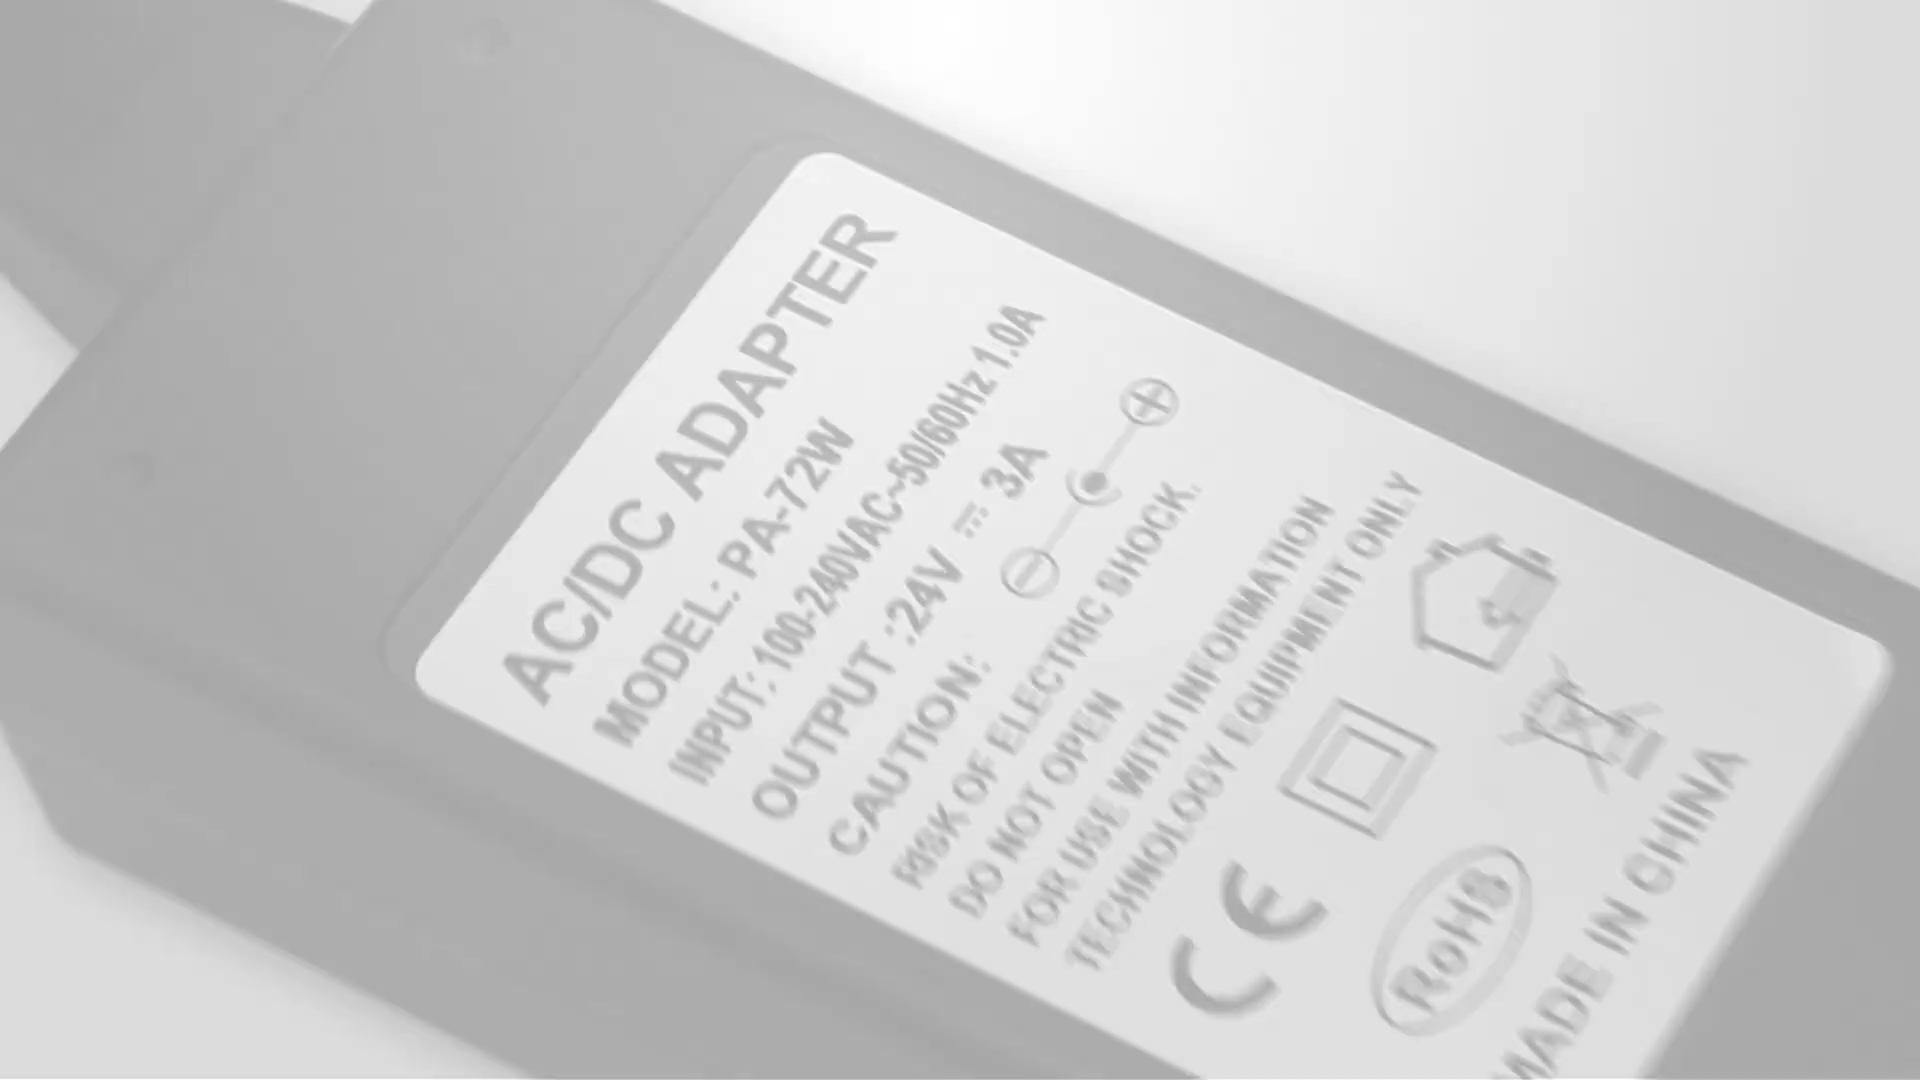 AC/DC ADAPTER
MODEL: PA-72W
INPUT: 100-240VAC~50/60Hz 1.0A
OUTPUT :24V ⎓ 3A
CAUTION:
RISK OF ELECTRIC SHOCK.
DO NOT OPEN
FOR USE WITH INFORMATION
TECHNOLOGY EQUIPMENT ONLY
CE
RoHS
MADE IN CHINA